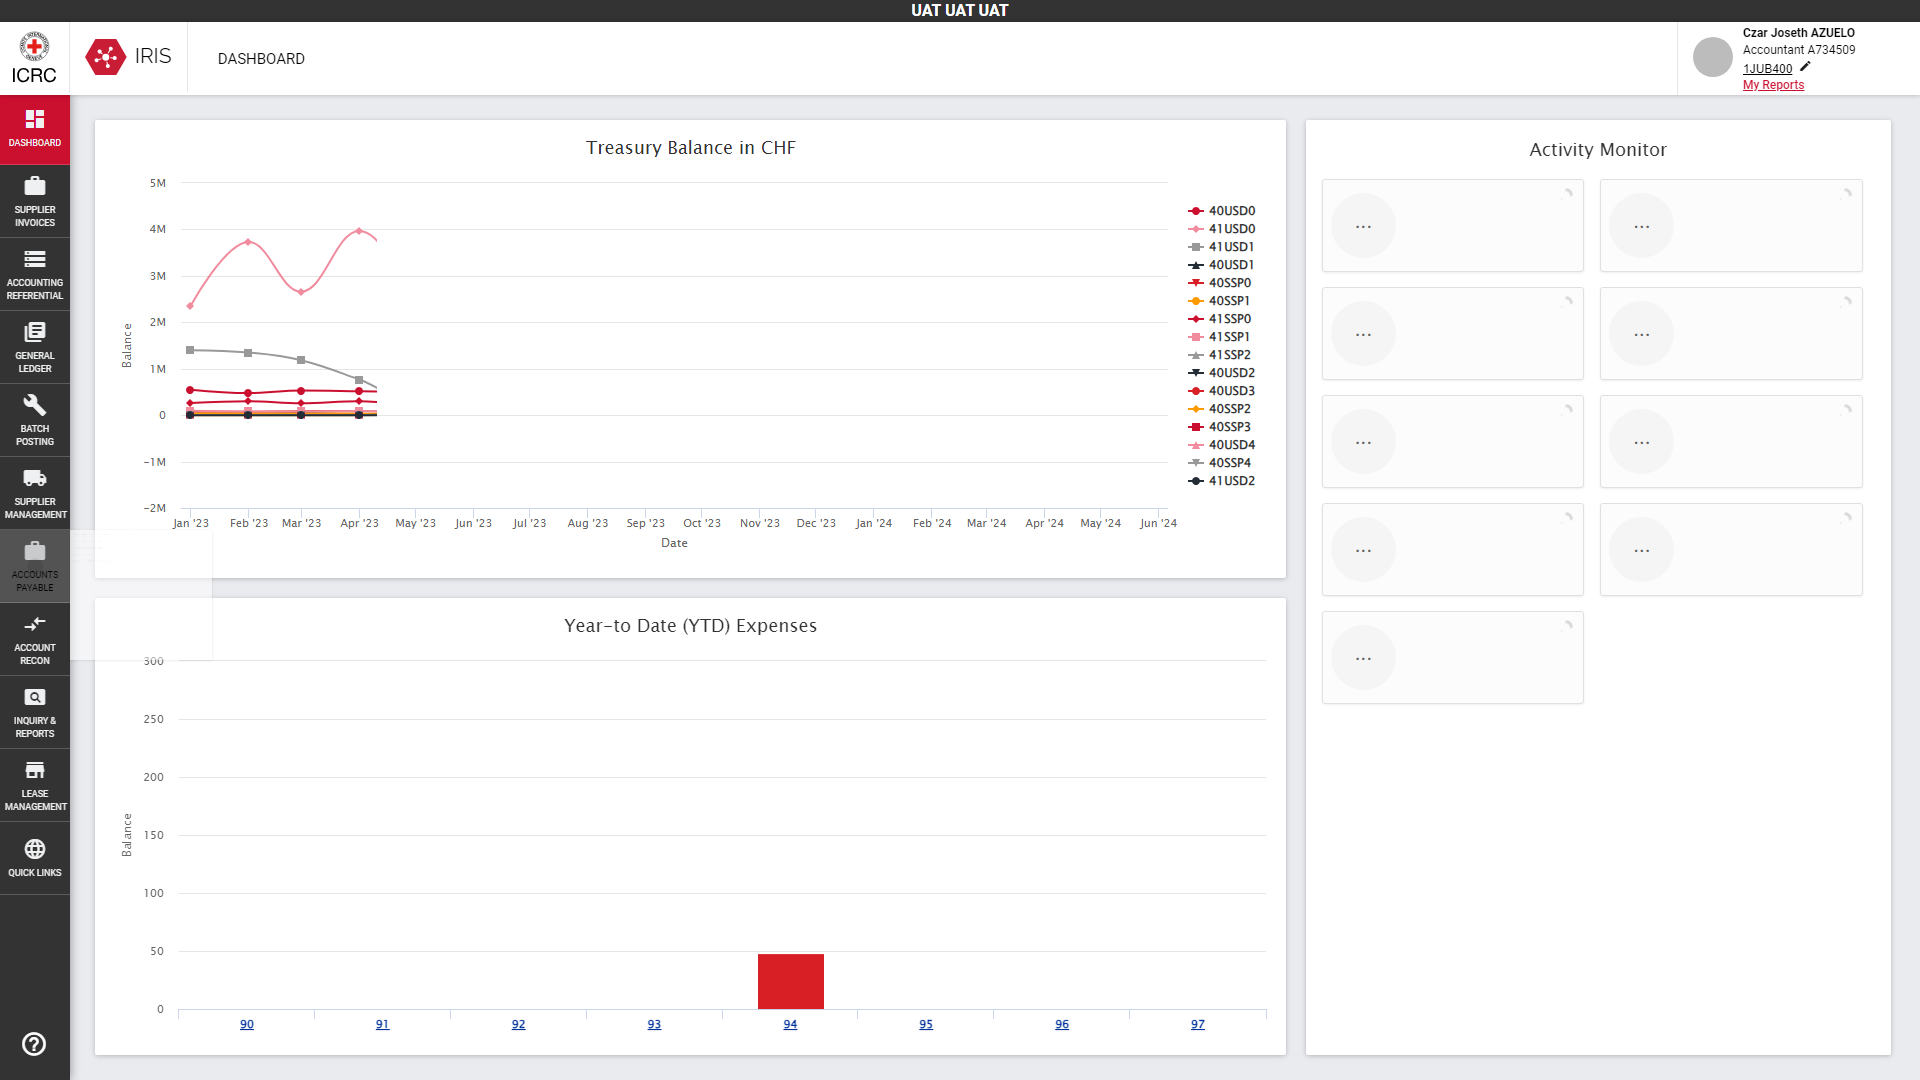 UAT UAT UAT
ICRC
IRIS
DASHBOARD
Czar Joseth AZUELO
Accountant A734509
1JUB400
My Reports
DASHBOARD
SUPPLIER
INVOICES
ACCOUNTING
REFERENTIAL
GENERAL
LEDGER
BATCH
POSTING
SUPPLIER
MANAGEMENT
ACCOUNTS
PAYABLE
ACCOUNT
RECON
INQUIRY &
REPORTS
LEASE
MANAGEMENT
QUICK LINKS
Treasury Balance in CHF
Balance
5M
4M
3M
2M
1M
0
-1M
-2M
Jan '23
Feb '23
Mar '23
Apr '23
May '23
Jun '23
Jul '23
Aug '23
Sep '23
Oct '23
Nov '23
Dec '23
Jan '24
Feb '24
Mar '24
Apr '24
May '24
Jun '24
Date
40USD0
41USD0
41USD1
40USD1
40SSP0
40SSP1
41SSP0
41SSP1
41SSP2
40USD2
40USD3
40SSP2
40SSP3
40USD4
40SSP4
41USD2
Year-to Date (YTD) Expenses
Balance
300
250
200
150
100
50
0
90
91
92
93
94
95
96
97
Activity Monitor
...
...
...
...
...
...
...
...
...